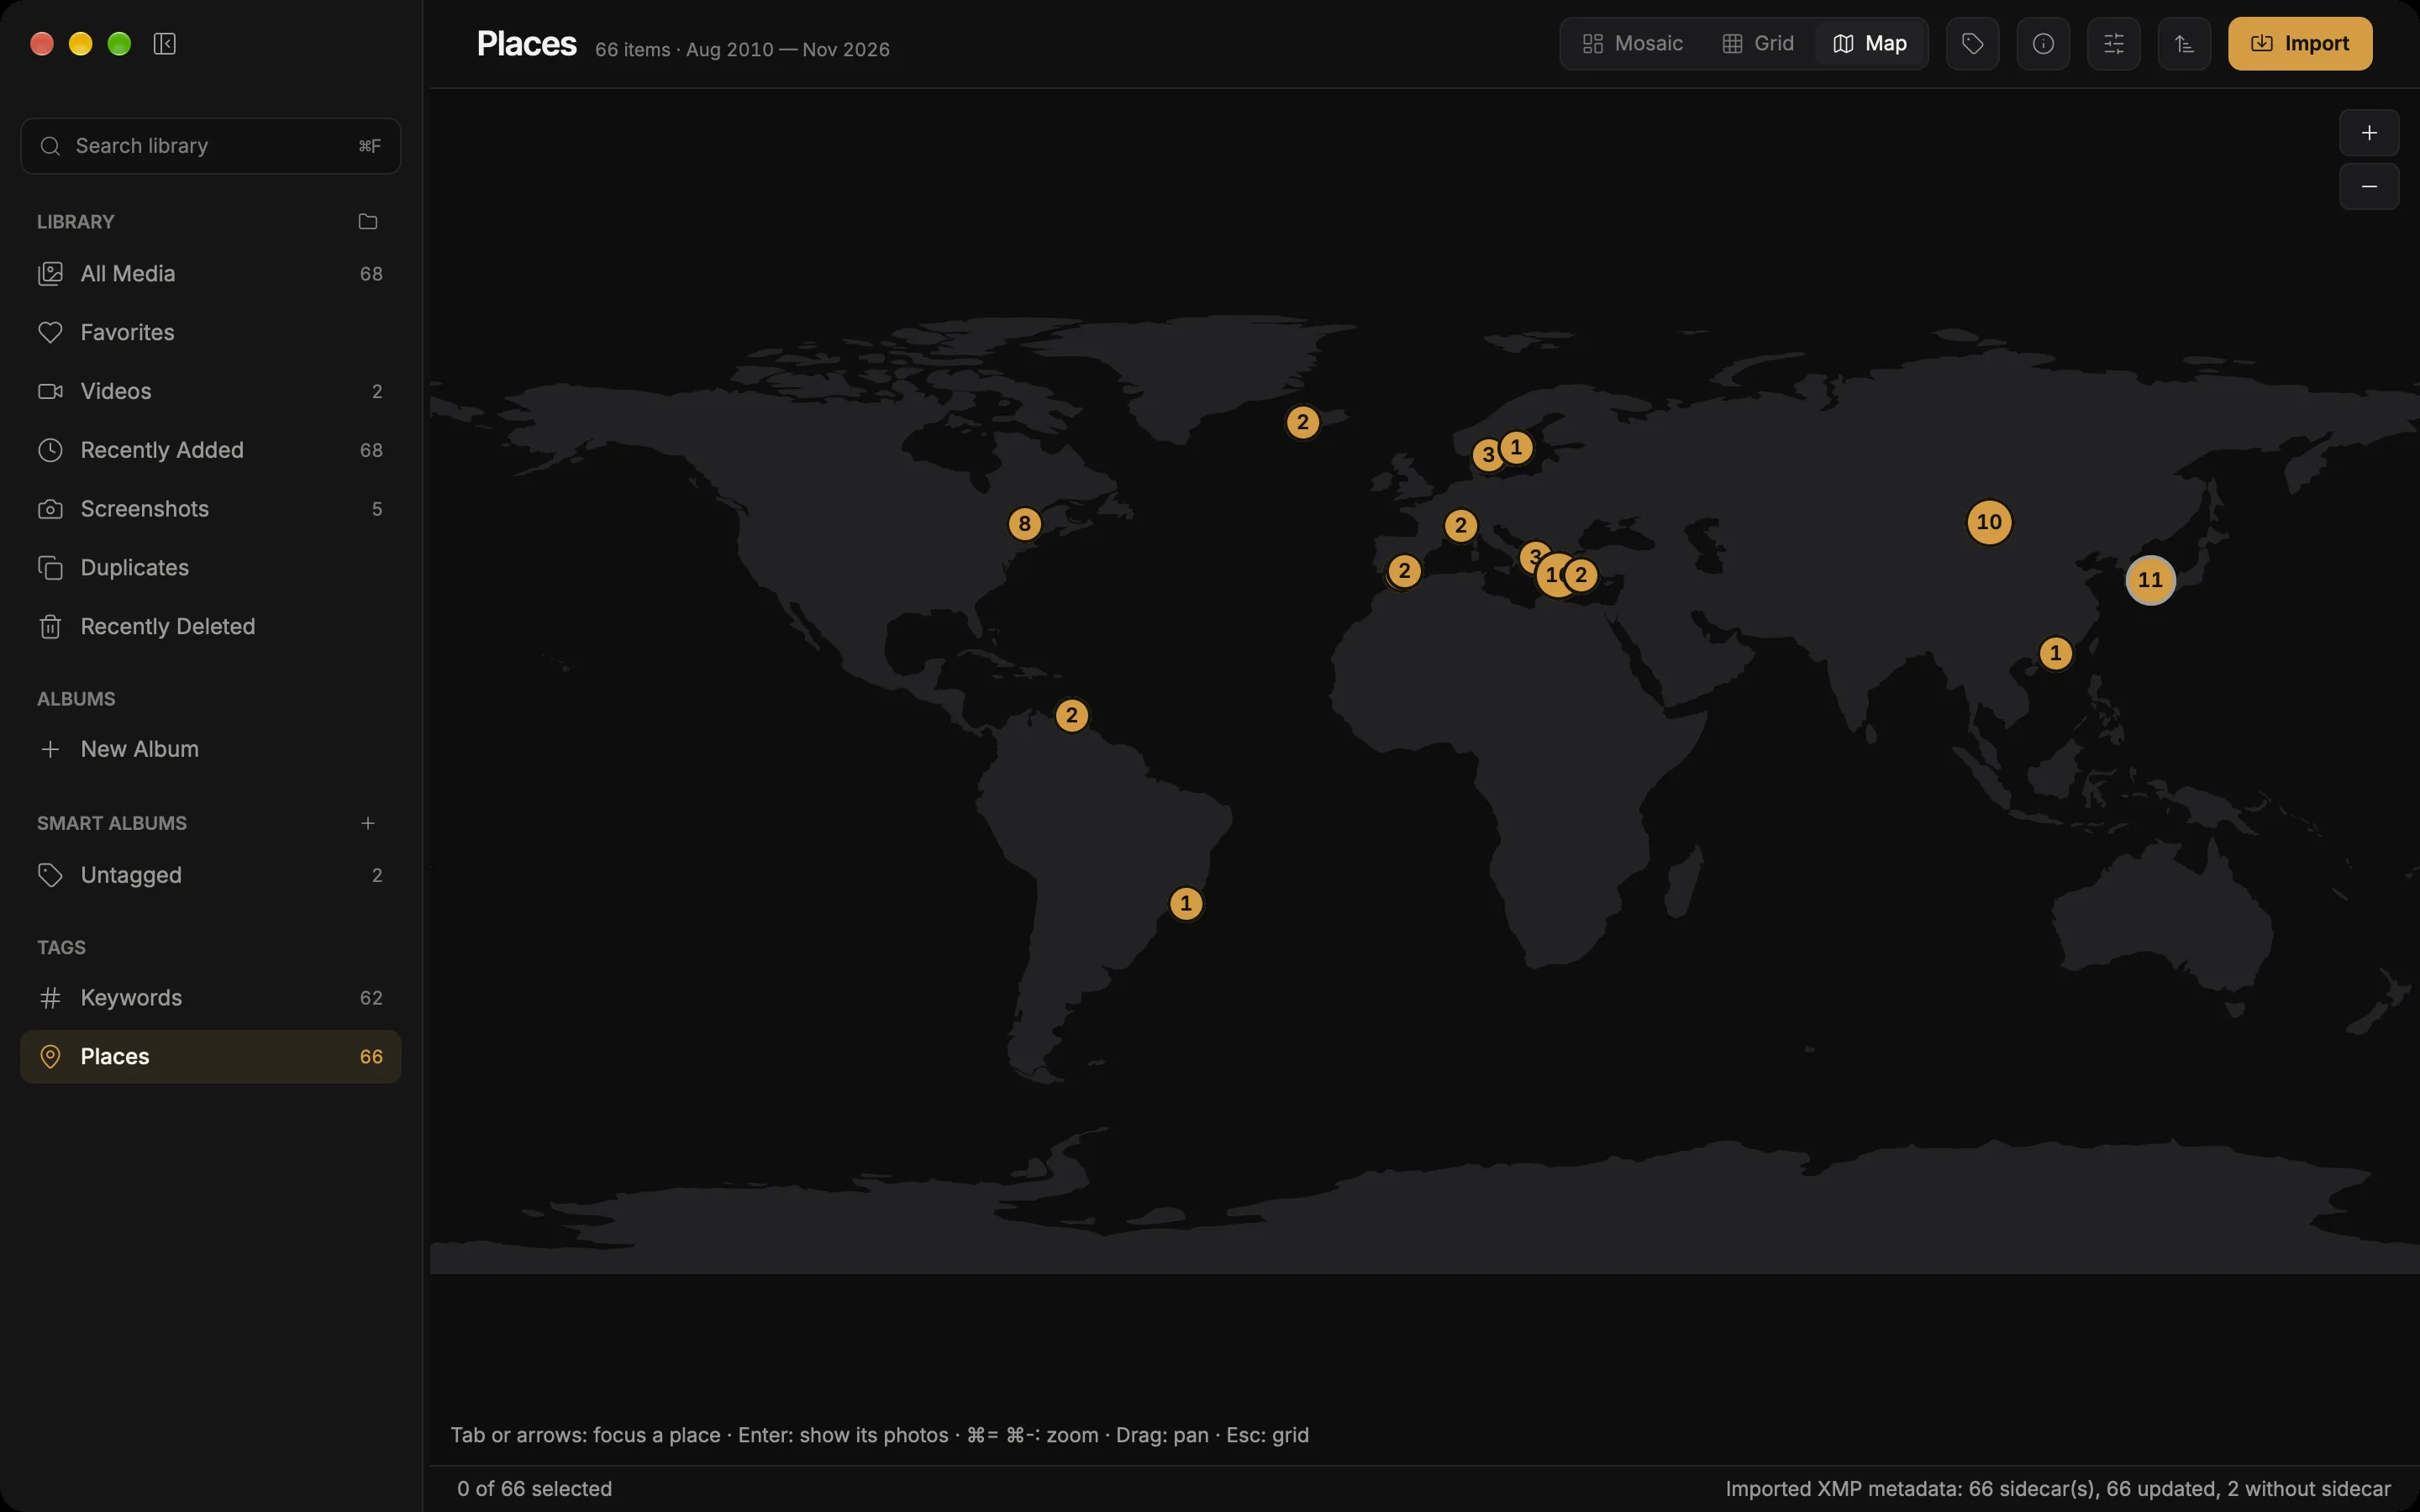 Places 66 items · Aug 2010 — Nov 2026
Mosaic Grid Map Import
Search library ⌘F
LIBRARY
All Media 68
Favorites
Videos 2
Recently Added 68
Screenshots 5
Duplicates
Recently Deleted
ALBUMS
New Album
SMART ALBUMS
Untagged 2
TAGS
Keywords 62
Places 66
2
3 1
8
2
10
2
3
2
11
1
2
1
Tab or arrows: focus a place · Enter: show its photos · ⌘= ⌘-: zoom · Drag: pan · Esc: grid
0 of 66 selected
Imported XMP metadata: 66 sidecar(s), 66 updated, 2 without sidecar